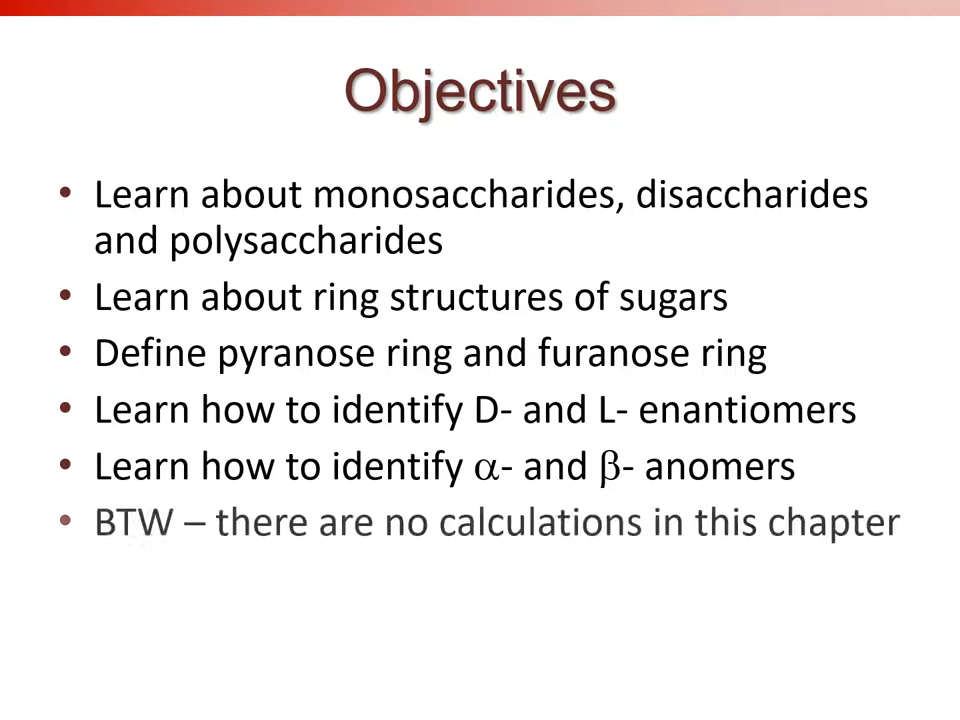 Objectives
• Learn about monosaccharides, disaccharides
and polysaccharides
• Learn about ring structures of sugars
• Define pyranose ring and furanose ring
• Learn how to identify D- and L- enantiomers
• Learn how to identify α- and β- anomers
• BTW – there are no calculations in this chapter